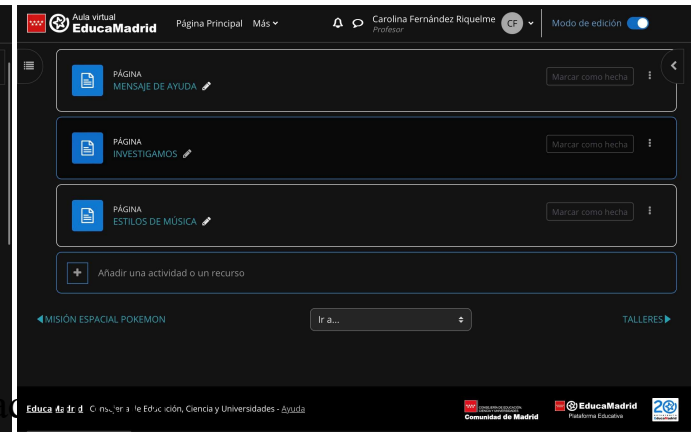 Aula virtual
EducaMadrid
Página Principal Más
Carolina Fernández Riquelme
Profesor
CF
Modo de edición
PÁGINA
MENSAJE DE AYUDA
Marcar como hecha
PÁGINA
INVESTIGAMOS
Marcar como hecha
PÁGINA
ESTILOS DE MÚSICA
Marcar como hecha
Añadir una actividad o un recurso
MISIÓN ESPACIAL POKEMON
Ir a...
TALLERES
Ciencia y Universidades - Ayuda
Comunidad de Madrid
EducaMadrid
Plataforma Educativa